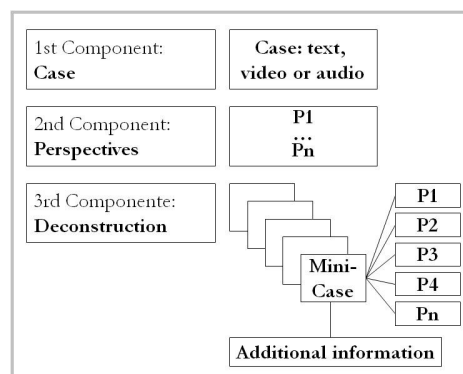 1st Component:
Case
Case: text,
video or audio
2nd Component:
Perspectives
P1
...
Pn
3rd Componente:
Deconstruction
Mini-
Case
P1
P2
P3
P4
Pn
Additional information